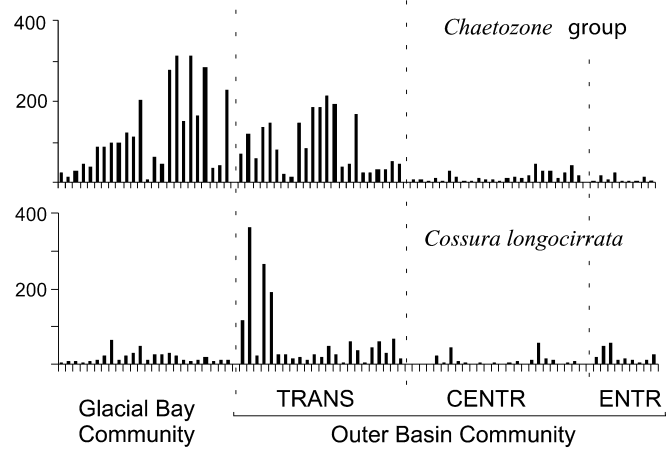 400
Chaetozone group
200
400
Cossura longocirrata
200
TRANS CENTR ENTR
Glacial Bay
Community
Outer Basin Community